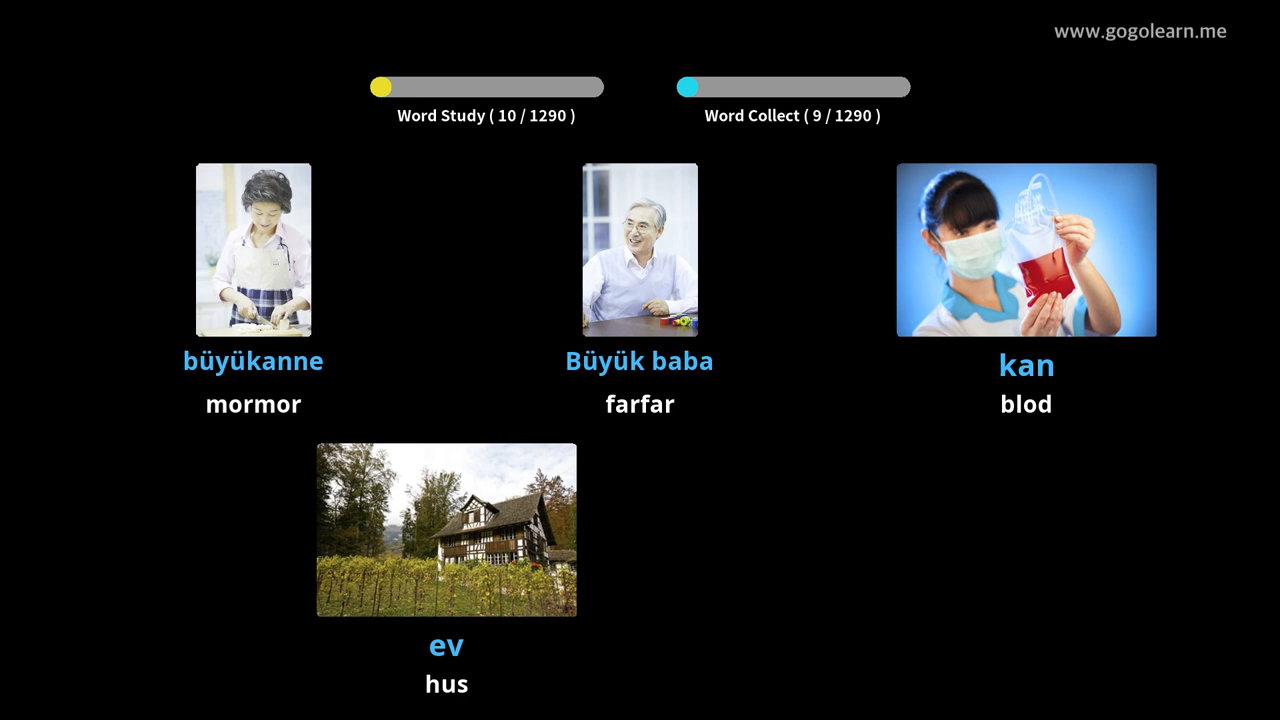 www.gogolearn.me
Word Study ( 10 / 1290 )
Word Collect ( 9 / 1290 )
büyükanne
mormor
Büyük baba
farfar
kan
blod
ev
hus